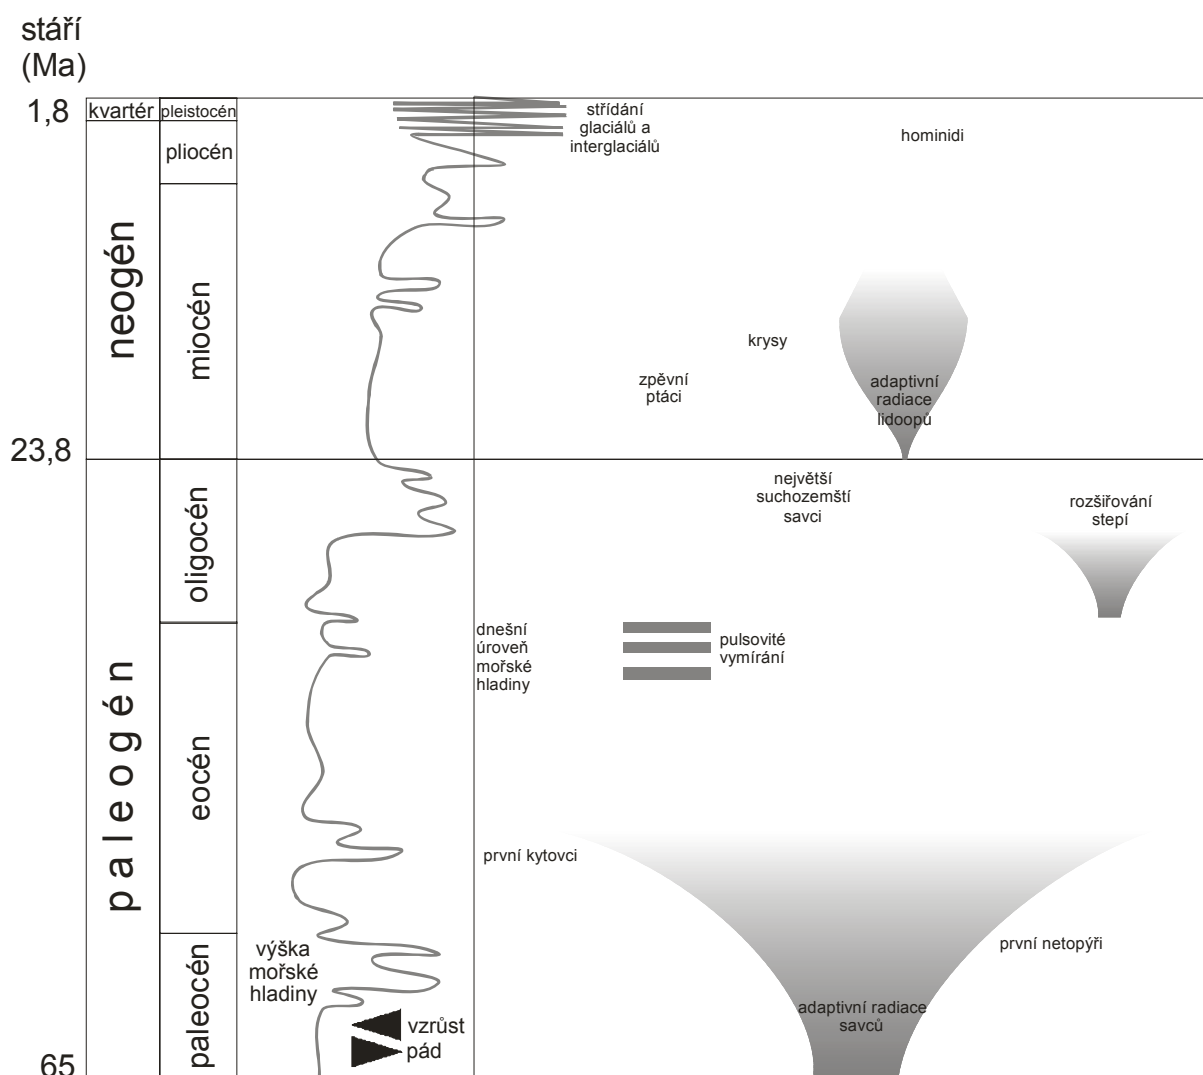 stáří
(Ma)
1,8
kvartér
pleistocén
střídání
glaciálů a
interglaciálů
hominidi
pliocén
neogén
miocén
krysy
zpěvní
ptáci
adaptivní
radiace
lidoopů
23,8
největší
suchozemští
savci
rozšiřování
stepí
oligocén
dnešní
úroveň
mořské
hladiny
pulsovité
vymírání
paleogén
eocén
první kytovci
první netopýři
výška
mořské
hladiny
paleocén
adaptivní radiace
savců
vzrůst
pád
65